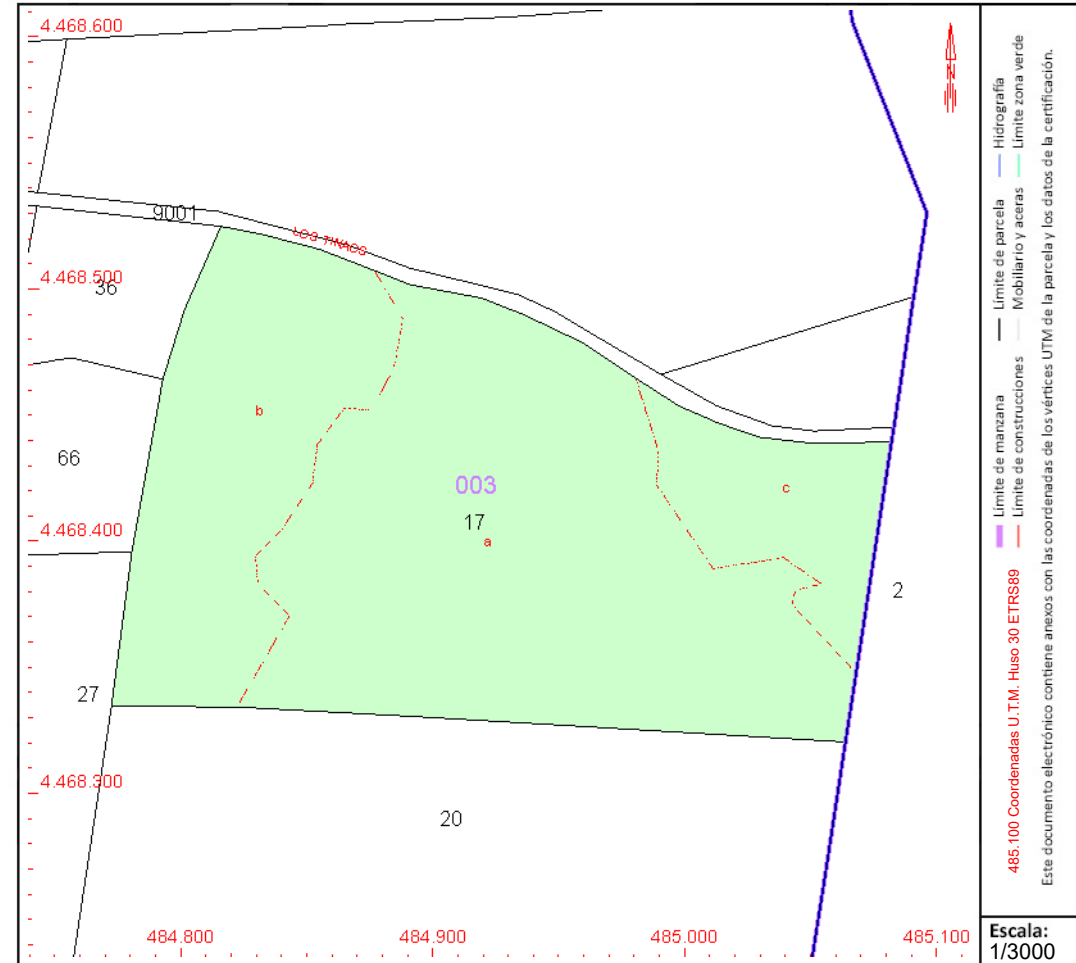 4.468.600
N
9001
LOS TINAOS
4.468.500
36
b
66
003
c
17
4.468.400
a
2
27
4.468.300
20
484.800
484.900
485.000
485.100
Hidrografía
Límite zona verde
Límite de parcela
Mobiliario y aceras
Límite de manzana
Límite de construcciones
485.100 Coordenadas U.T.M. Huso 30 ETRS89
Este documento electrónico contiene anexos con las coordenadas de los vértices UTM de la parcela y los datos de la certificación.
Escala:
1/3000